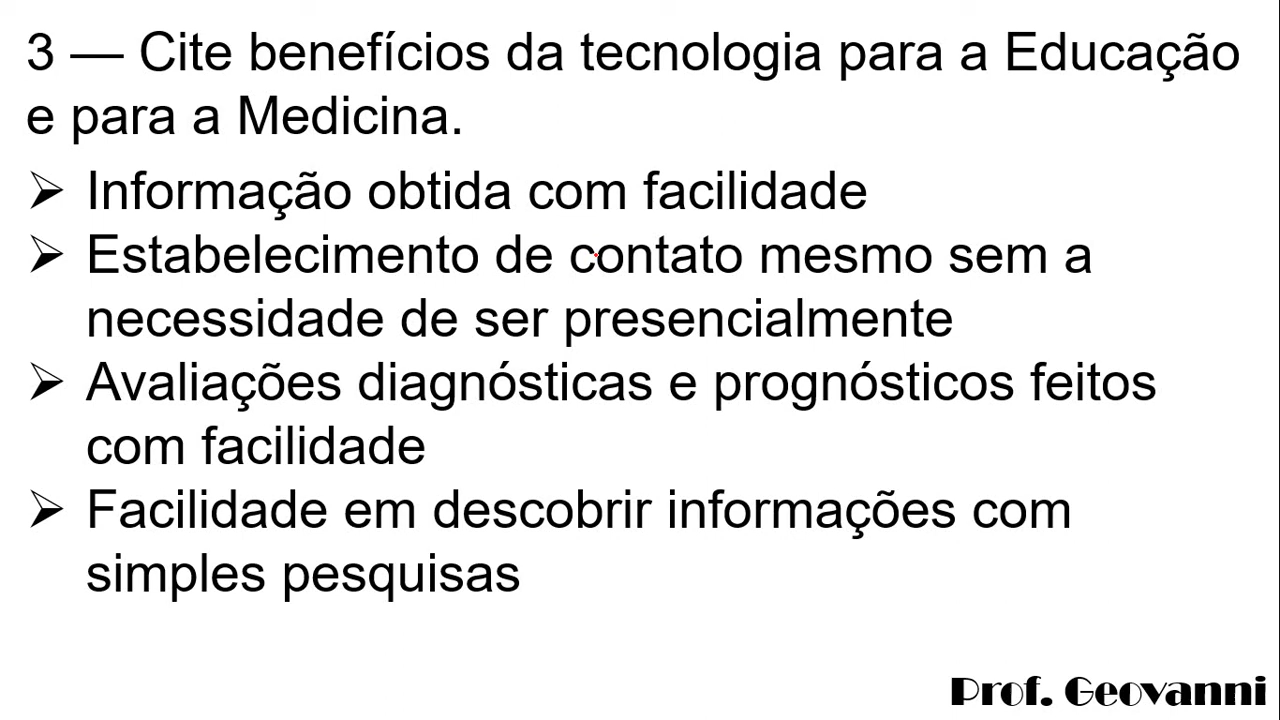 3 — Cite benefícios da tecnologia para a Educação
e para a Medicina.
➢ Informação obtida com facilidade
➢ Estabelecimento de contato mesmo sem a
necessidade de ser presencialmente
➢ Avaliações diagnósticas e prognósticos feitos
com facilidade
➢ Facilidade em descobrir informações com
simples pesquisas
Prof. Geovanni